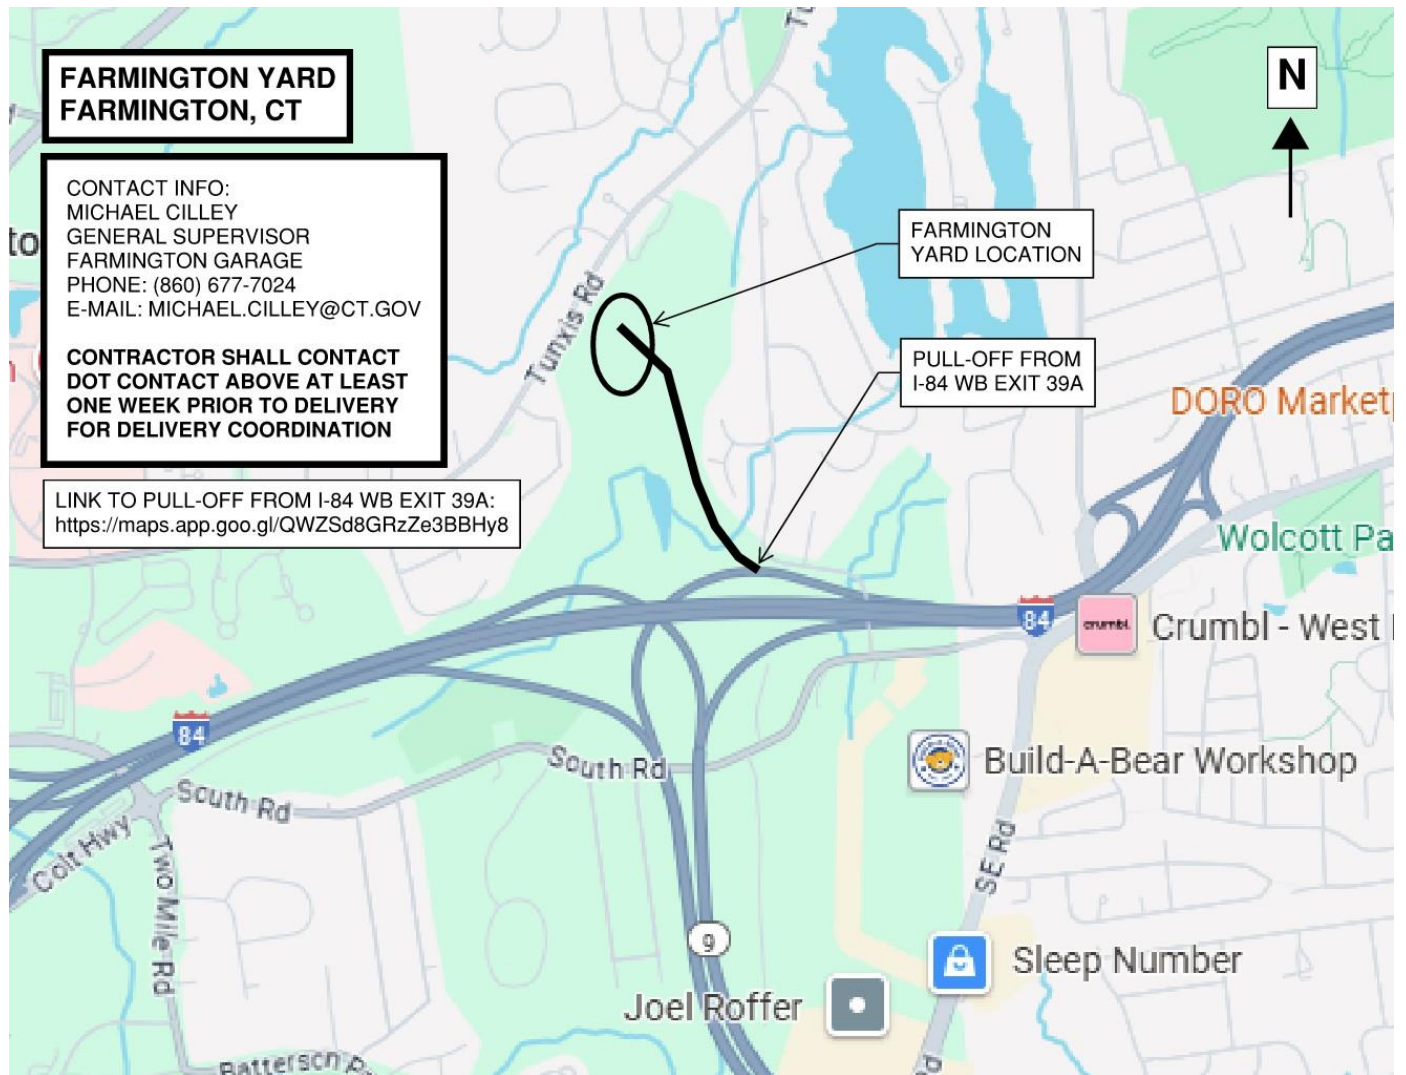 FARMINGTON YARD
FARMINGTON, CT
N
CONTACT INFO:
MICHAEL CILLEY
GENERAL SUPERVISOR
FARMINGTON GARAGE
PHONE: (860) 677-7024
E-MAIL: MICHAEL.CILLEY@CT.GOV
CONTRACTOR SHALL CONTACT
DOT CONTACT ABOVE AT LEAST
ONE WEEK PRIOR TO DELIVERY
FOR DELIVERY COORDINATION
LINK TO PULL-OFF FROM I-84 WB EXIT 39A:
https://maps.app.goo.gl/QWZSd8GRzZe3BBHy8
FARMINGTON
YARD LOCATION
PULL-OFF FROM
I-84 WB EXIT 39A
Tunxis Rd
DORO Market
Wolcott Pa
84
crumbl
Crumbl - West
84
Build-A-Bear Workshop
South Rd
South Rd
Colt Hwy
Two Mile Rd
SE Rd
9
Sleep Number
Joel Roffer
Batterson